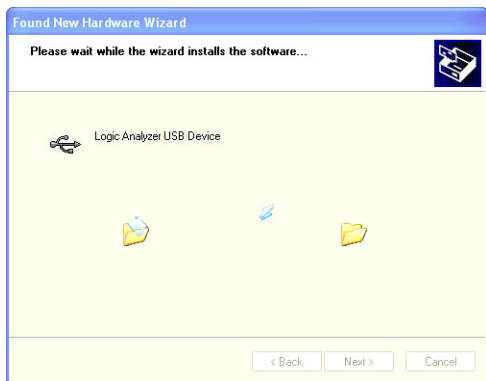 Found New Hardware Wizard
Please wait while the wizard installs the software...
Logic Analyzer USB Device
< Back
Next >
Cancel